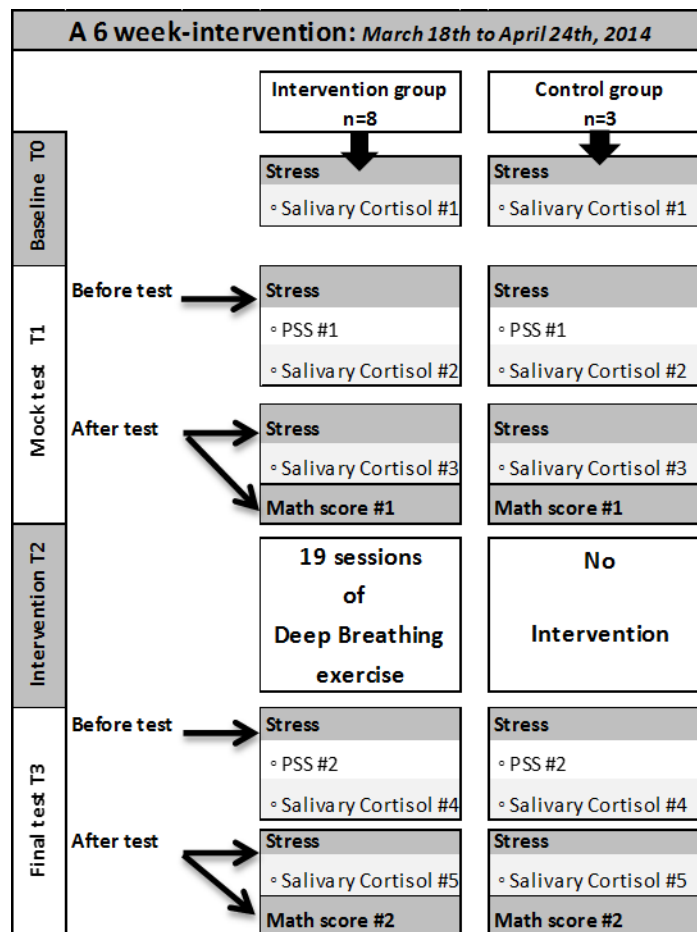 A 6 week-intervention: March 18th to April 24th, 2014
Intervention group
n=8
Control group
n=3
Baseline T0
Stress
◦ Salivary Cortisol #1
Stress
◦ Salivary Cortisol #1
Mock test T1
Before test
Stress
◦ PSS #1
◦ Salivary Cortisol #2
Stress
◦ PSS #1
◦ Salivary Cortisol #2
After test
Stress
◦ Salivary Cortisol #3
Math score #1
Stress
◦ Salivary Cortisol #3
Math score #1
Intervention T2
19 sessions
of
Deep Breathing
exercise
No
Intervention
Final test T3
Before test
Stress
◦ PSS #2
◦ Salivary Cortisol #4
Stress
◦ PSS #2
◦ Salivary Cortisol #4
After test
Stress
◦ Salivary Cortisol #5
Math score #2
Stress
◦ Salivary Cortisol #5
Math score #2